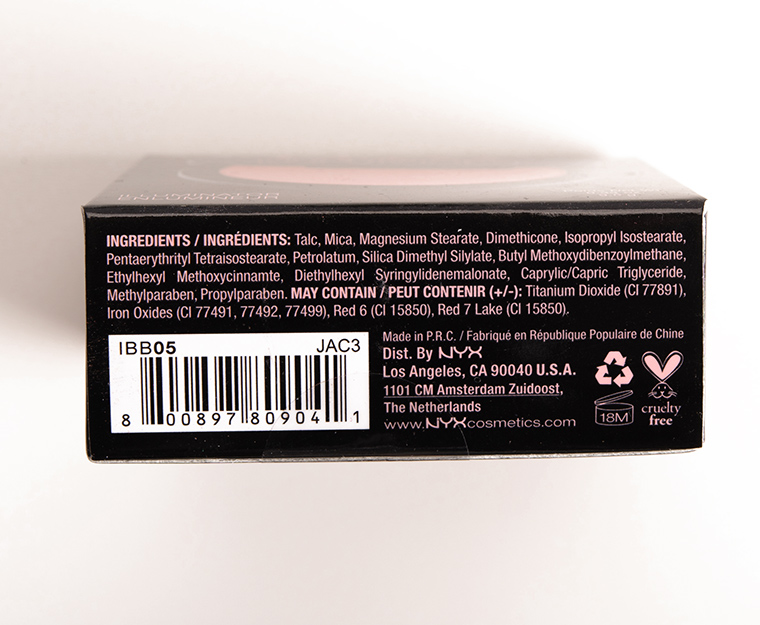 ILLUMINATOR
ENLUMINEUR
INGREDIENTS / INGRÉDIENTS: Talc, Mica, Magnesium Stearate, Dimethicone, Isopropyl Isostearate,
Pentaerythrityl Tetraisostearate, Petrolatum, Silica Dimethyl Silylate, Butyl Methoxydibenzoylmethane,
Ethylhexyl Methoxycinnamte, Diethylhexyl Syringylidenemalonate, Caprylic/Capric Triglyceride,
Methylparaben, Propylparaben. MAY CONTAIN / PEUT CONTENIR (+/-): Titanium Dioxide (CI 77891),
Iron Oxides (CI 77491, 77492, 77499), Red 6 (CI 15850), Red 7 Lake (CI 15850).
IBB05 JAC3
8 00897 80904 1
Made in P.R.C. / Fabriqué en République Populaire de Chine
Dist. By NYX
Los Angeles, CA 90040 U.S.A.
1101 CM Amsterdam Zuidoost,
The Netherlands
www.NYXcosmetics.com
18M
cruelty
free